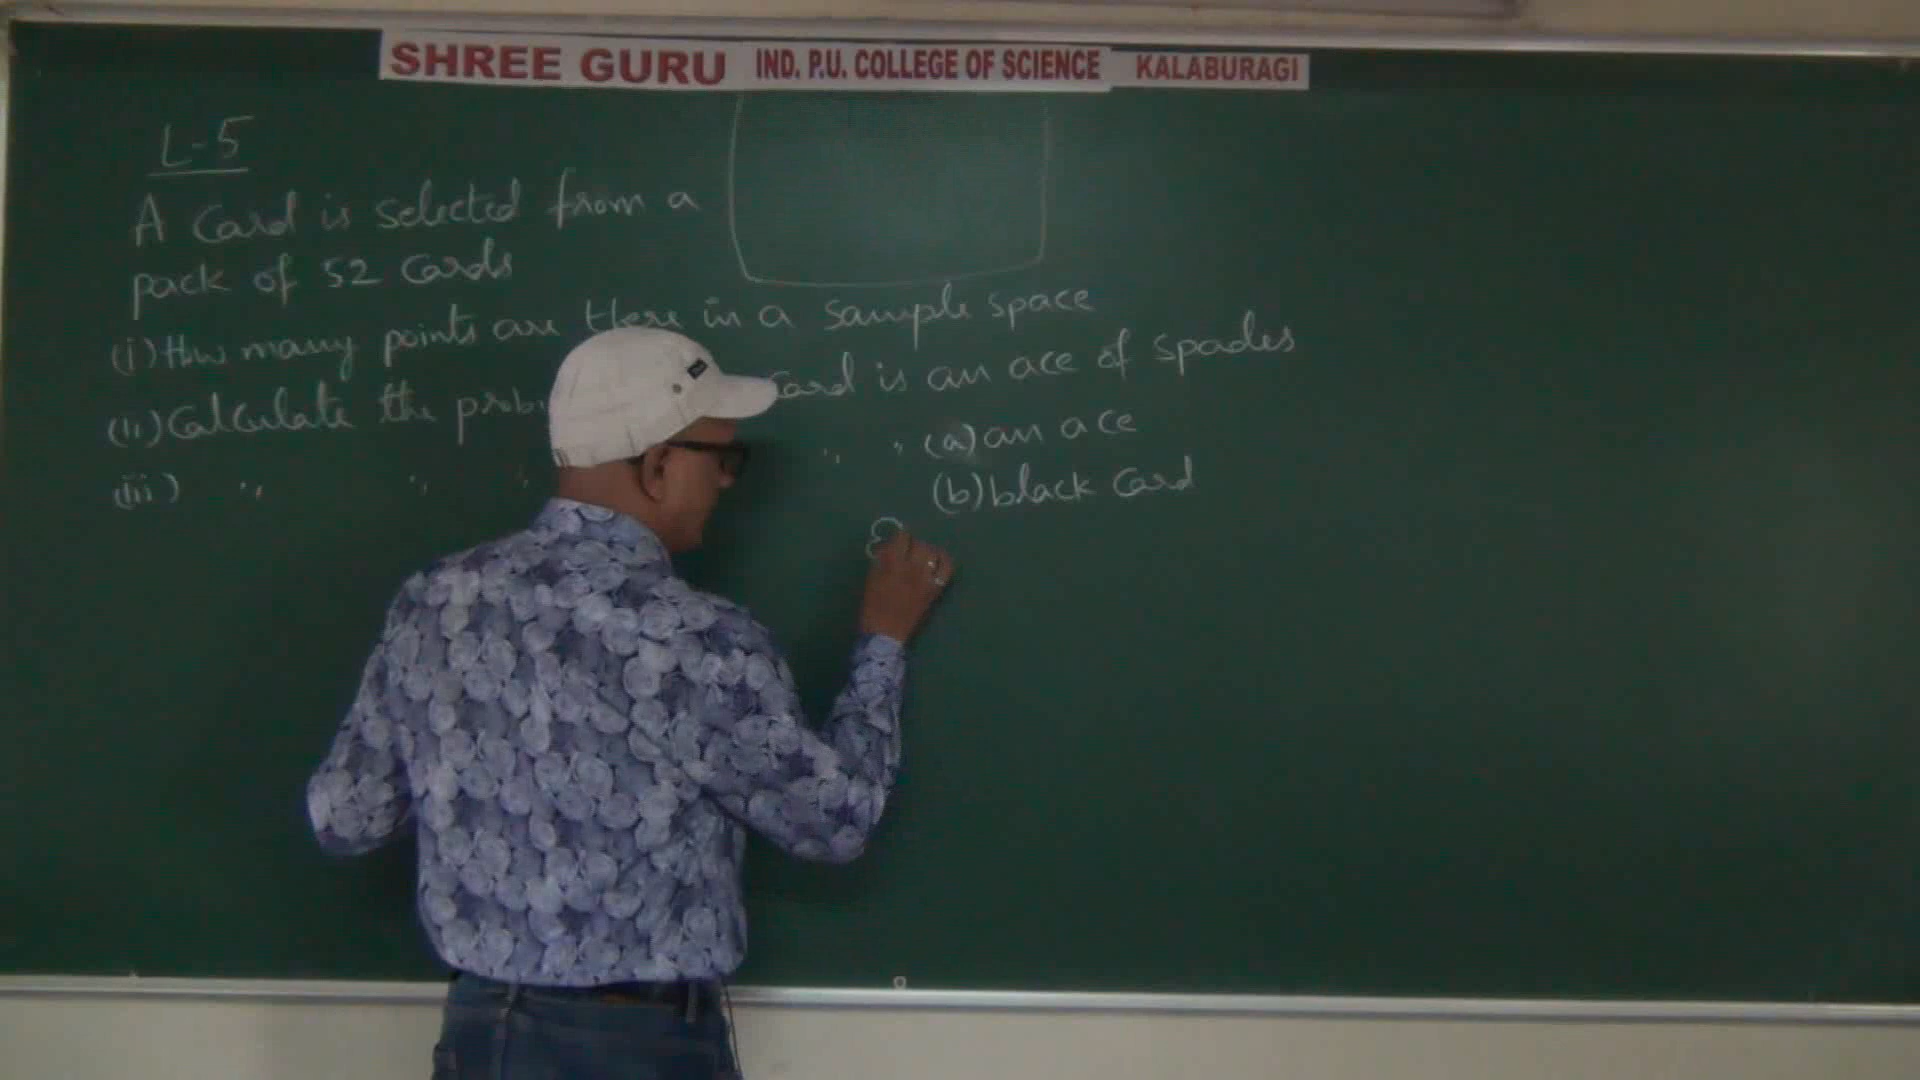 SHREE GURU IND. P.U. COLLEGE OF SCIENCE KALABURAGI
L-5
A Card is selected from a
pack of 52 Cards
(i) How many points are there in a sample space
(ii) Calculate the Card is an ace of spades
(iii) " " " " " (a) an ace
(b) black Card